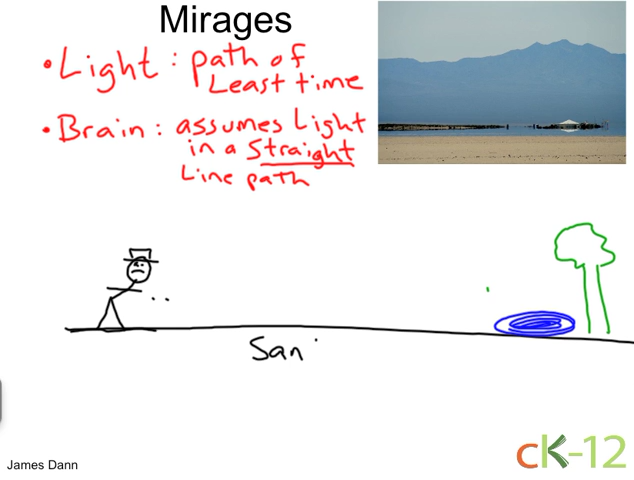 Mirages
• Light : path of
Least time
• Brain : assumes Light
in a Straight
Line path
San
James Dann
cK-12